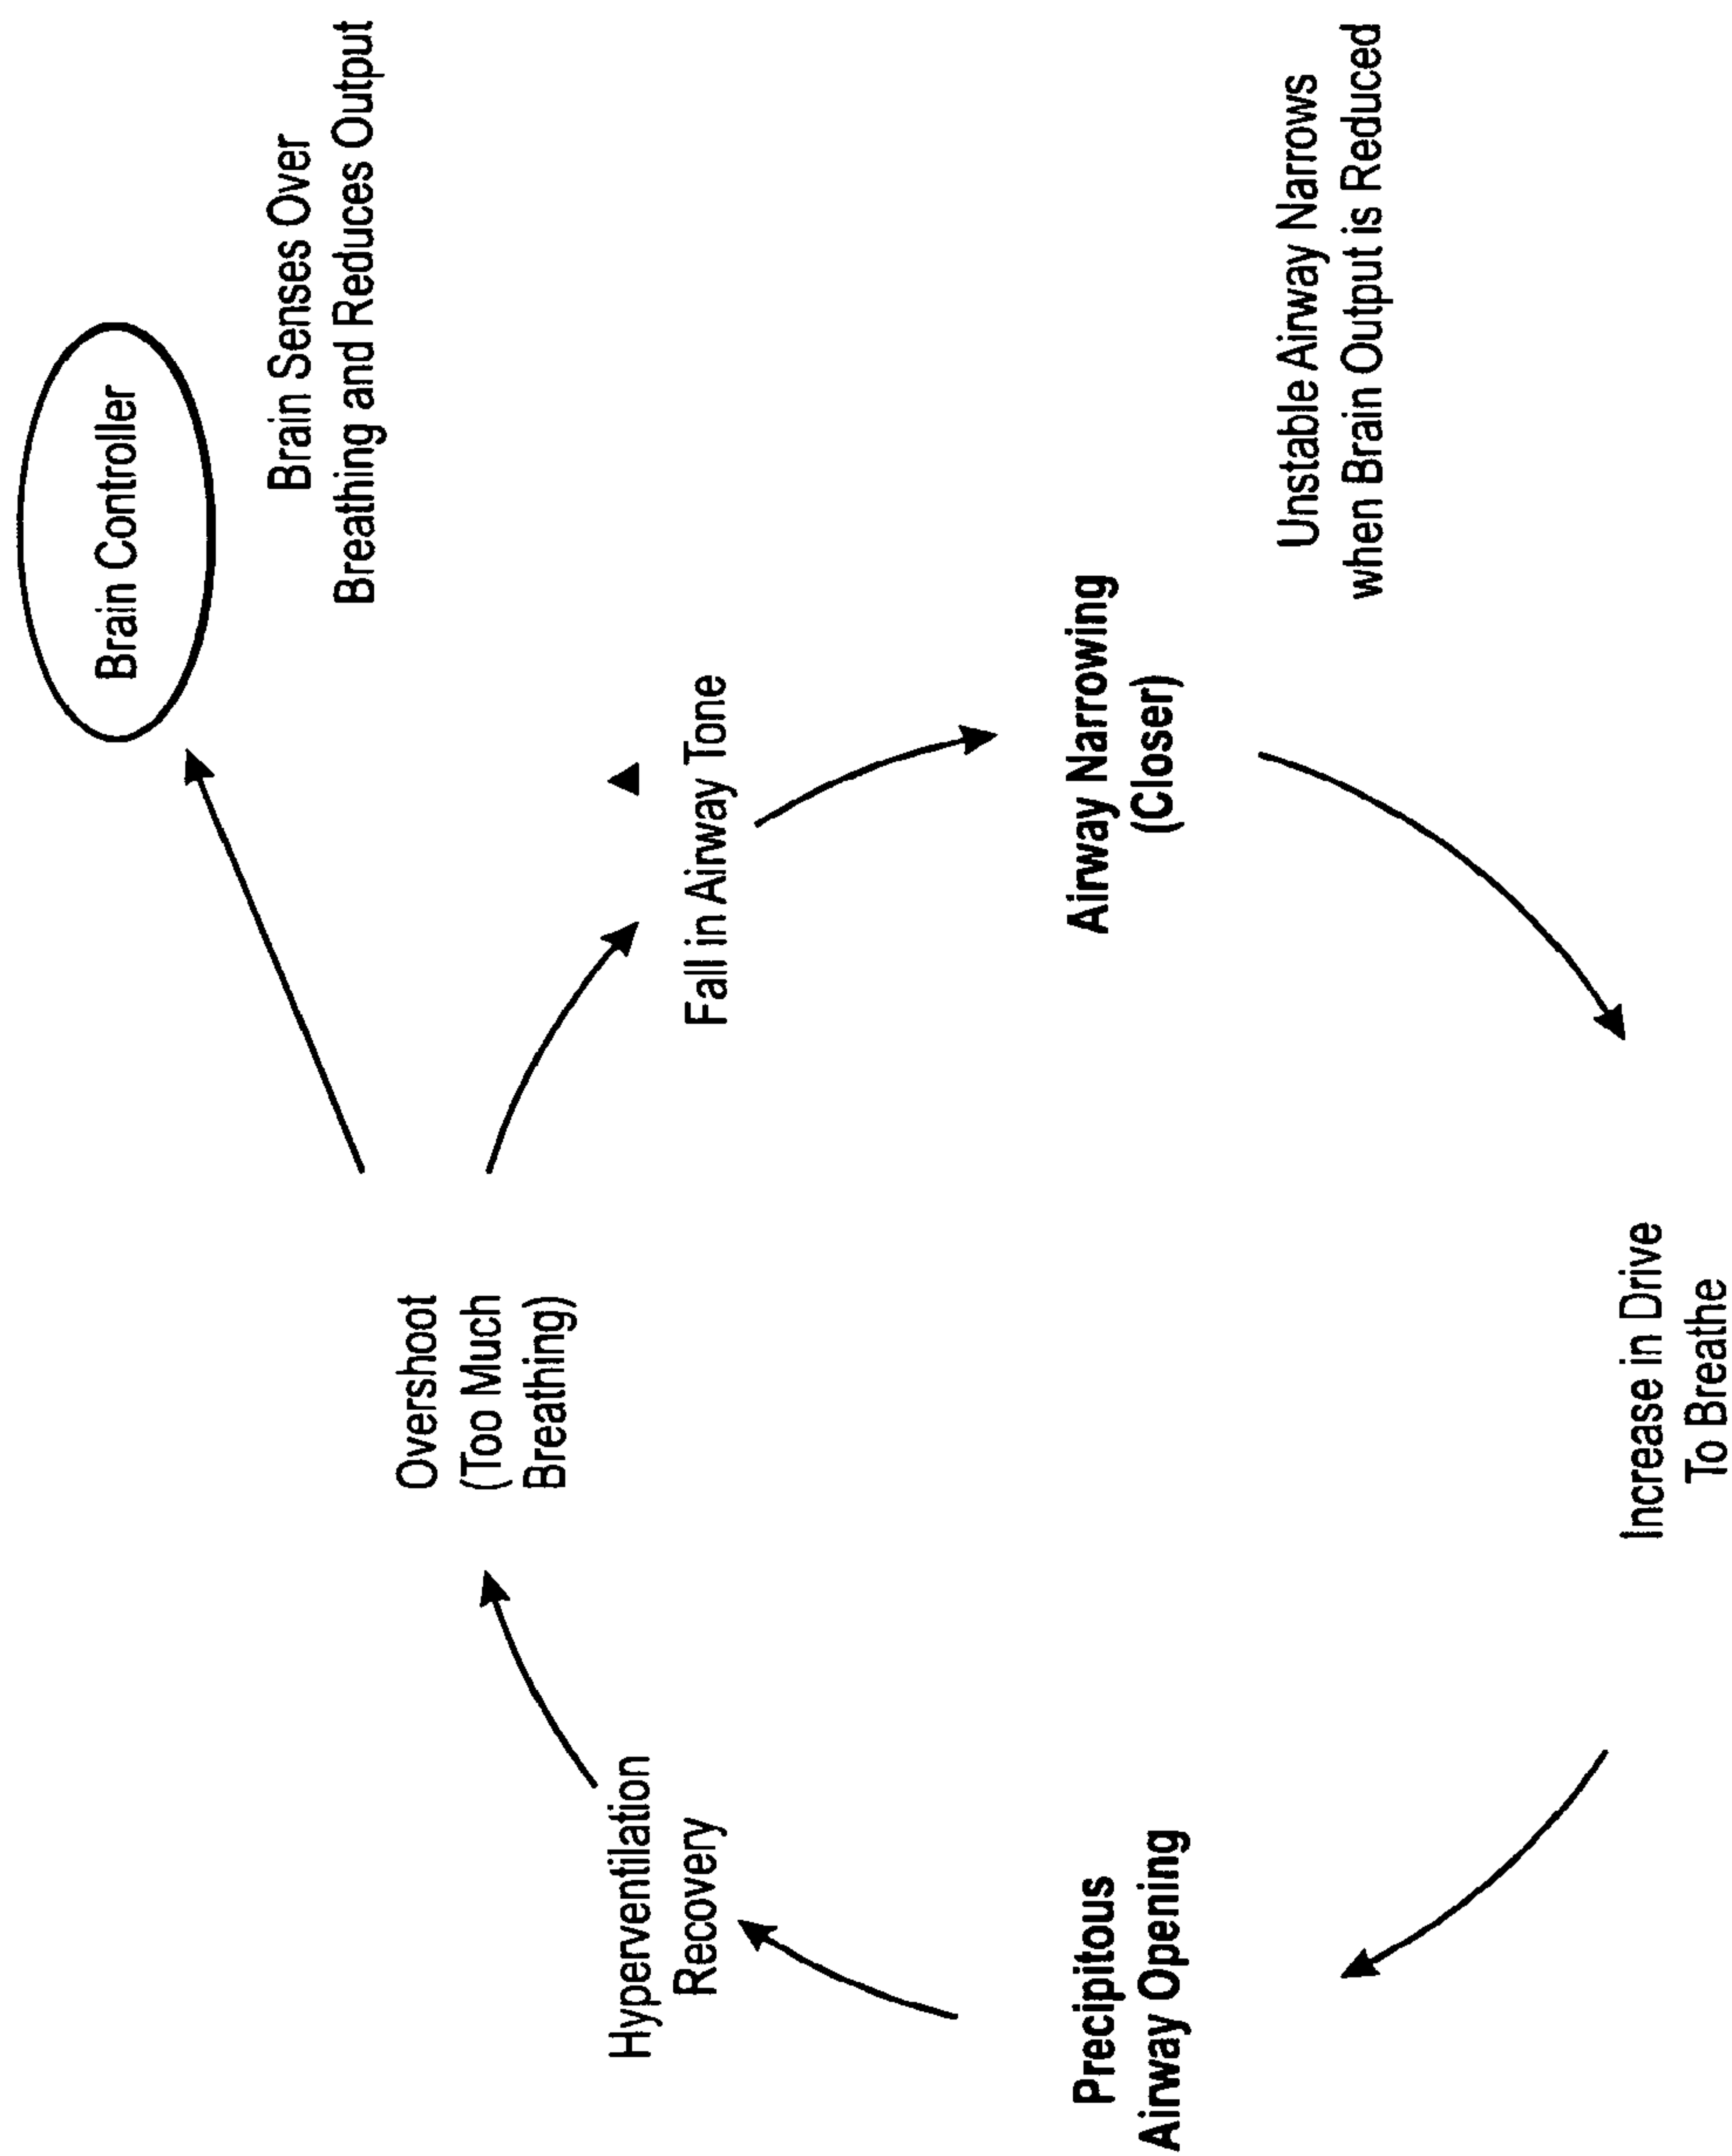 Brain Controller
Brain Senses Over
Breathing and Reduces Output
Overshoot
(Too Much
Breathing)
Hyperventilation
Recovery
Fall in Airway Tone
Precipitous
Airway Opening
Airway Narrowing
(Closer)
Unstable Airway Narrows
when Brain Output is Reduced
Increase in Drive
To Breathe